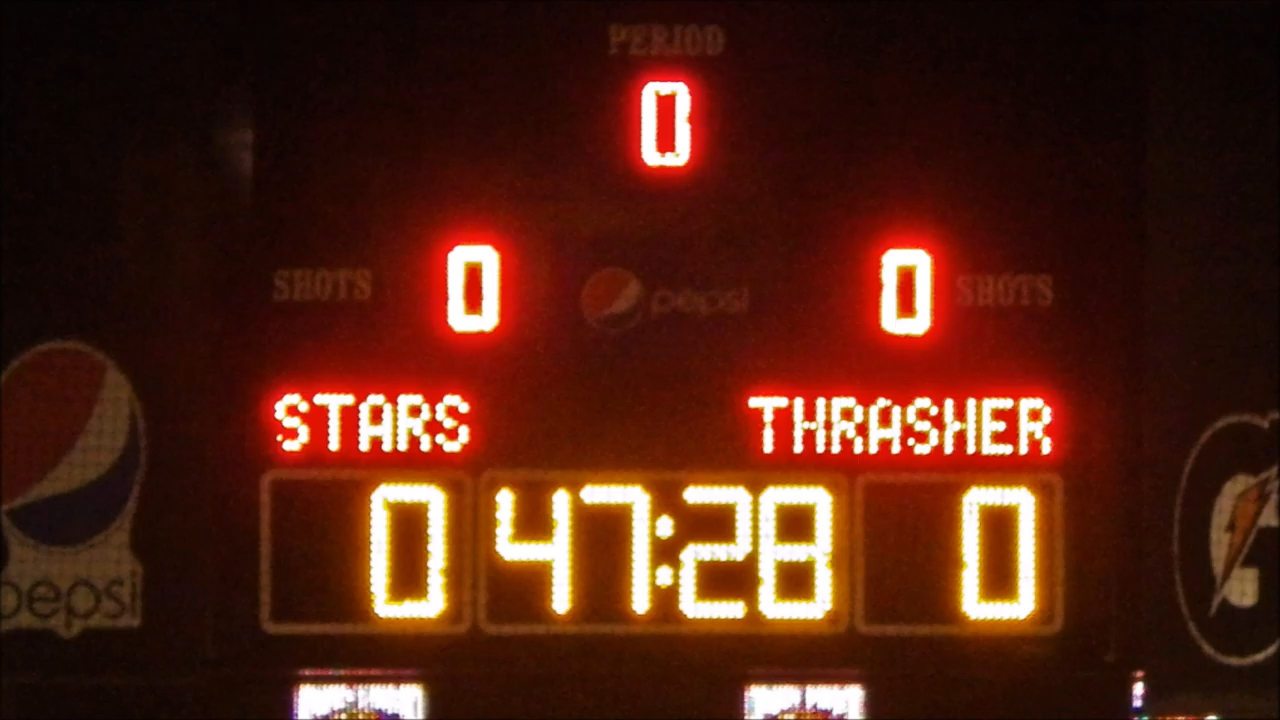 PERIOD
0
SHOTS 0 pepsi 0 SHOTS
STARS THRASHER
0 47:28 0
pepsi
G